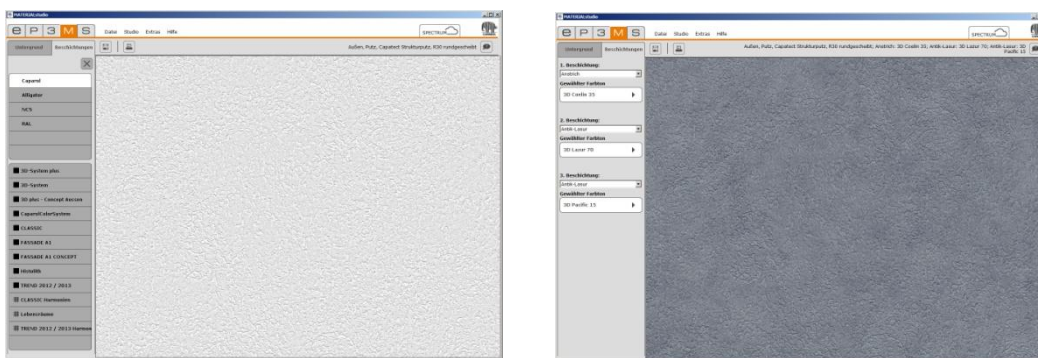 MATERIALstudio
e P 3 M S
Datei Studio Extras Hilfe
SPECTRUM
Untergrund Beschichtungen
Außen, Putz, Capatect Strukturputz, R30 rundgescheibt
Caparol
Alligator
NCS
RAL
3D-System plus
3D-System
3D plus - Concept Aussen
CaparolColorSystem
CLASSIC
FASSADE A1
FASSADE A1 CONCEPT
Histolith
TREND 2012 / 2013
CLASSIC Harmonien
Lebensräume
TREND 2012 / 2013 Harmon
MATERIALstudio
e P 3 M S
Datei Studio Extras Hilfe
SPECTRUM
Untergrund Beschichtungen
Außen, Putz, Capatect Strukturputz, R30 rundgescheibt; Anstrich: 3D Coelin 35; Antik-Lasur: 3D Lazur 70; Antik-Lasur: 3D
Pacific 15
1. Beschichtung:
Anstrich
Gewählter Farbton
3D Coelin 35
2. Beschichtung:
Antik-Lasur
Gewählter Farbton
3D Lazur 70
3. Beschichtung:
Antik-Lasur
Gewählter Farbton
3D Pacific 15